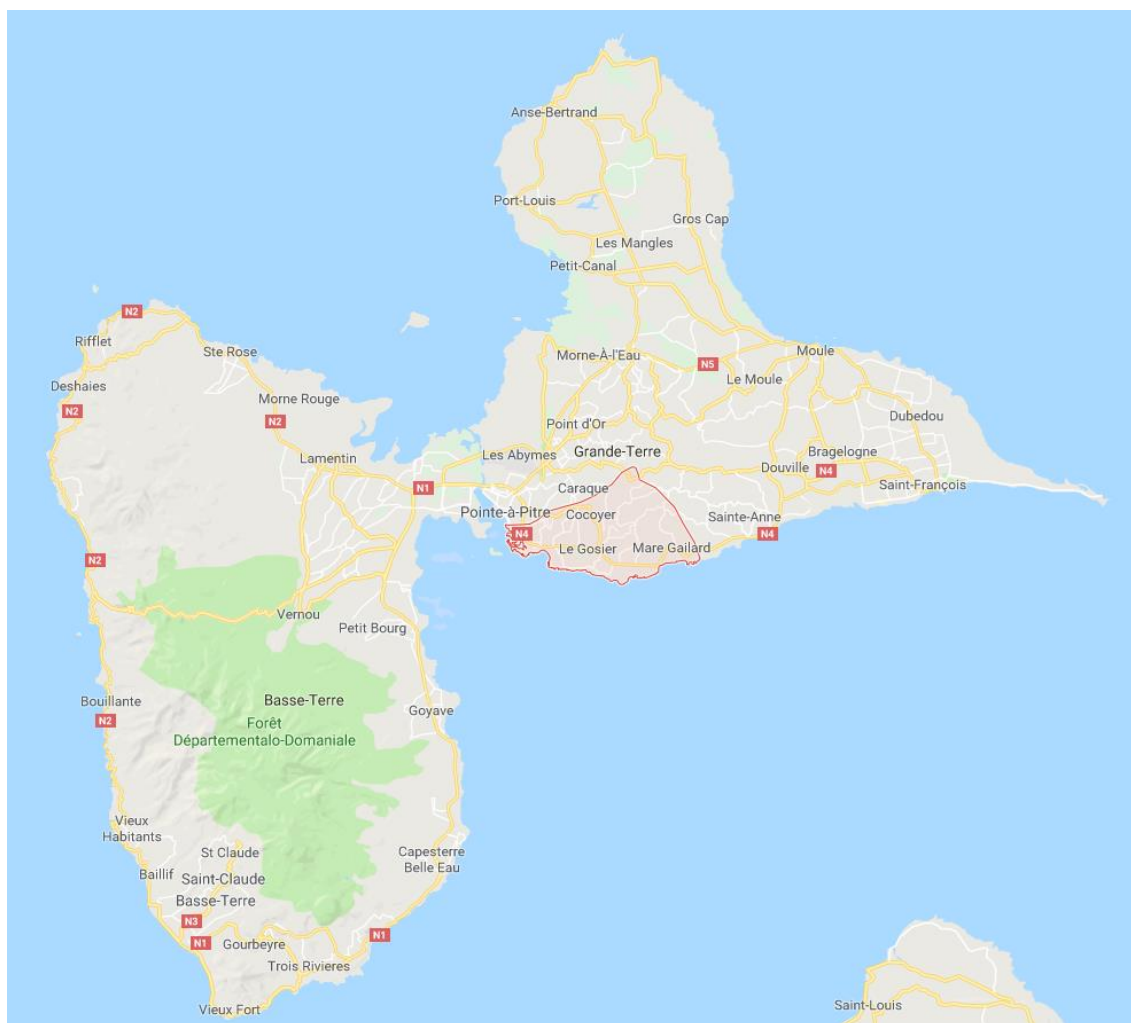 Anse-Bertrand
Port-Louis
Gros Cap
Les Mangles
Petit-Canal
N2
Rifflet
Ste Rose
Morne-À-l'Eau
Moule
N5
Le Moule
Deshaies
N2
Morne Rouge
N2
Dubedou
Point d'Or
Les Abymes
Grande-Terre
Bragelogne
Lamentin
Douville
N4
Saint-François
N1
Caraque
Pointe-à-Pitre
Cocoyer
Sainte-Anne
N4
N4
Le Gosier
Mare Gailard
N2
Vernou
Petit Bourg
Bouillante
Basse-Terre
Goyave
N2
Forêt
Départementalo-Domaniale
Vieux
Habitants
St Claude
Capesterre
Belle Eau
Baillif
Saint-Claude
Basse-Terre
N3
N1
N1
Gourbeyre
Trois Rivieres
Vieux Fort
Saint-Louis